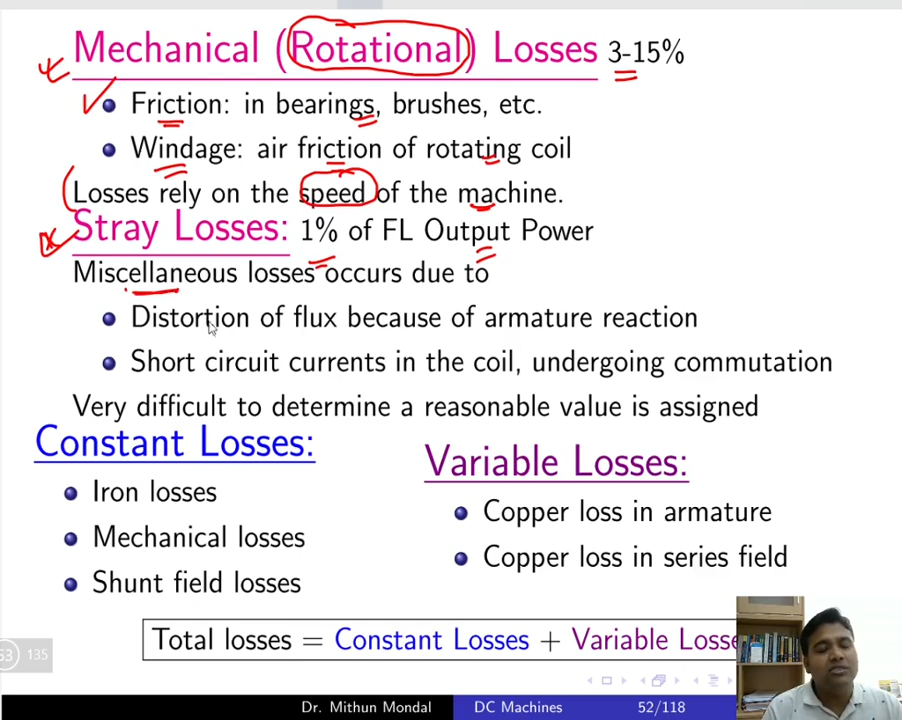 Mechanical (Rotational) Losses 3-15%
Friction: in bearings, brushes, etc.
Windage: air friction of rotating coil
Losses rely on the speed of the machine.
Stray Losses: 1% of FL Output Power
Miscellaneous losses occurs due to
Distortion of flux because of armature reaction
Short circuit currents in the coil, undergoing commutation
Very difficult to determine a reasonable value is assigned
Constant Losses:
Iron losses
Mechanical losses
Shunt field losses
Variable Losses:
Copper loss in armature
Copper loss in series field
Total losses = Constant Losses + Variable Losse
53 135
Dr. Mithun Mondal DC Machines 52/118